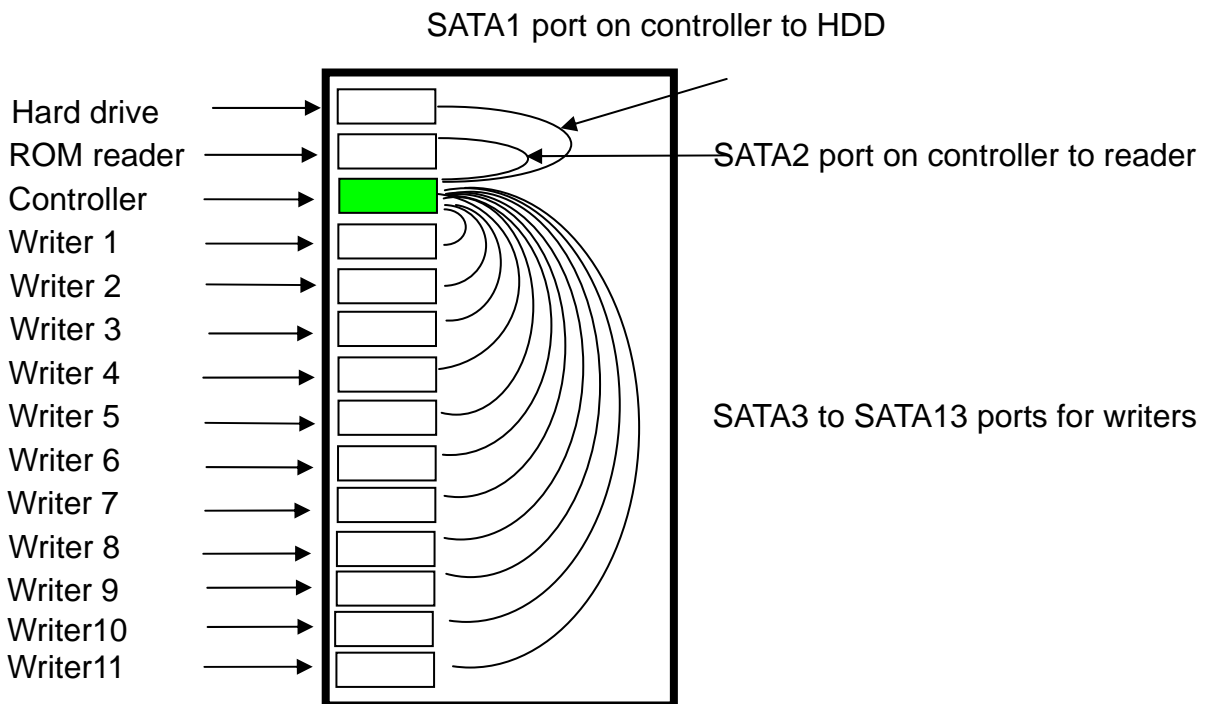 SATA1 port on controller to HDD
Hard drive
ROM reader
SATA2 port on controller to reader
Controller
Writer 1
Writer 2
Writer 3
Writer 4
Writer 5
SATA3 to SATA13 ports for writers
Writer 6
Writer 7
Writer 8
Writer 9
Writer10
Writer11